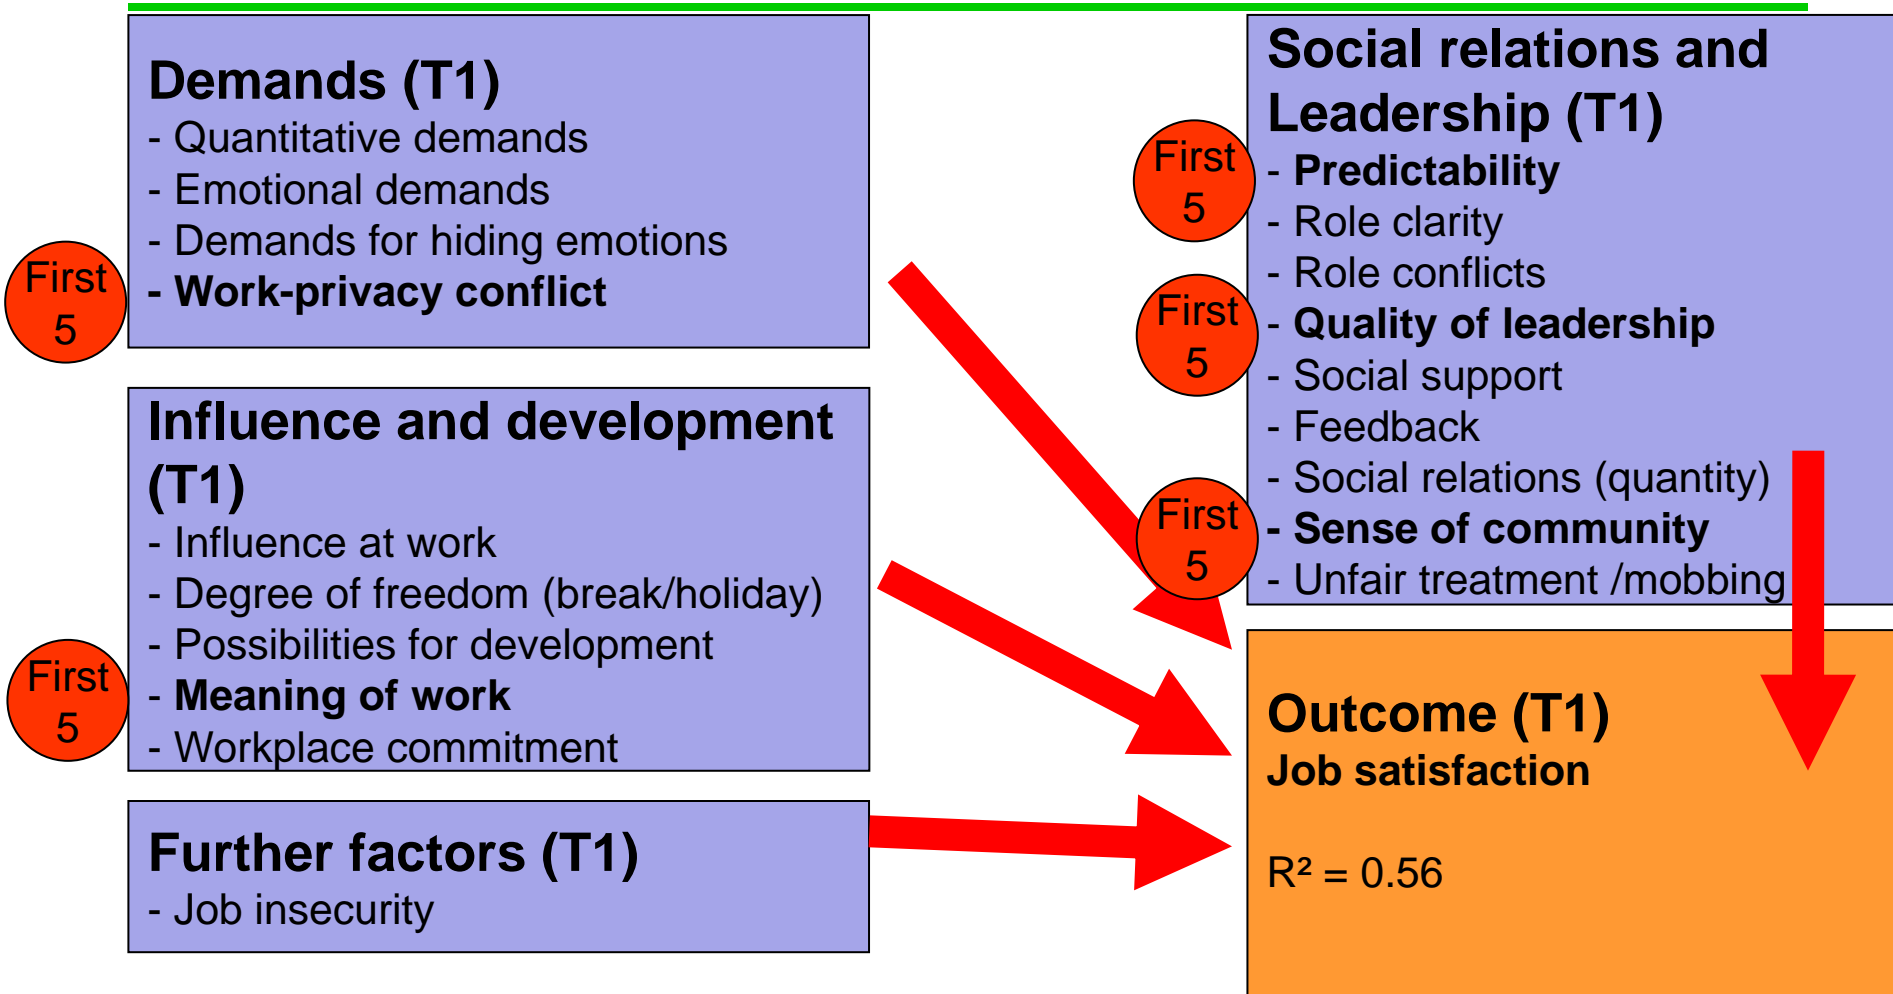 Demands (T1)
- Quantitative demands
- Emotional demands
- Demands for hiding emotions
- Work-privacy conflict
First
5
Influence and development
(T1)
- Influence at work
- Degree of freedom (break/holiday)
- Possibilities for development
- Meaning of work
- Workplace commitment
First
5
Further factors (T1)
- Job insecurity
Social relations and
Leadership (T1)
- Predictability
- Role clarity
- Role conflicts
- Quality of leadership
- Social support
- Feedback
- Social relations (quantity)
- Sense of community
- Unfair treatment /mobbing
First
5
First
5
First
5
Outcome (T1)
Job satisfaction
R² = 0.56